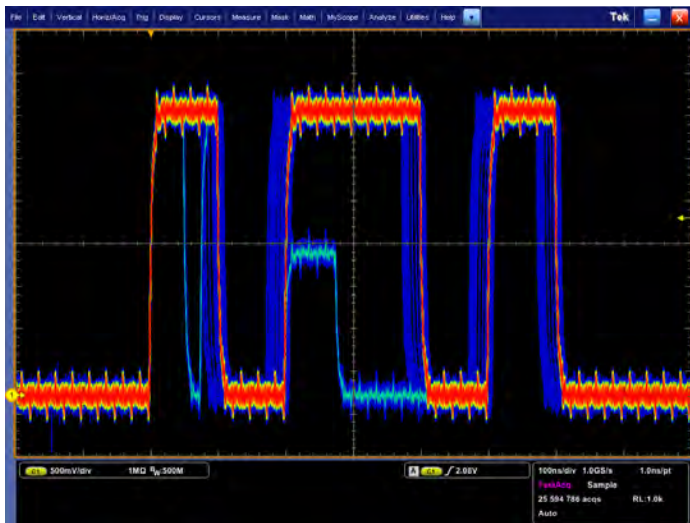 File Edit Vertical Horiz/Acq Trig Display Cursors Measure Mask Math MyScope Analyze Utilities Help Tek X
1
C1 500mV/div 1MΩ BW:500M
A C1 2.08V
100ns/div 1.0GS/s 1.0ns/pt
FastAcq Sample
25 594 786 acqs RL:1.0k
Auto